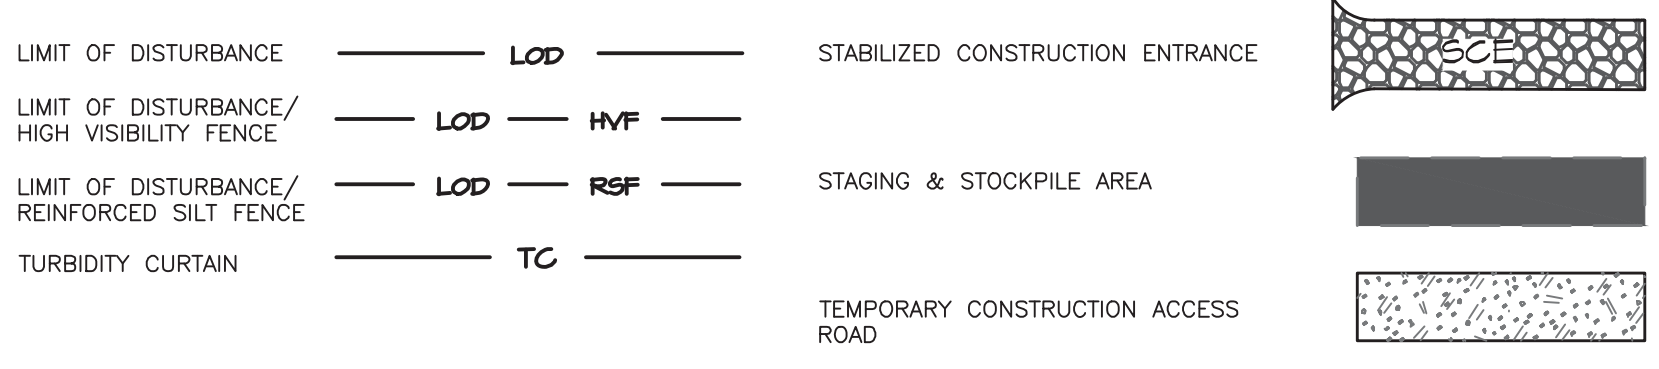 LIMIT OF DISTURBANCE
LOD
LIMIT OF DISTURBANCE/
HIGH VISIBILITY FENCE
LOD HVF
LIMIT OF DISTURBANCE/
REINFORCED SILT FENCE
LOD RSF
TURBIDITY CURTAIN
TC
STABILIZED CONSTRUCTION ENTRANCE
SCE
STAGING & STOCKPILE AREA
TEMPORARY CONSTRUCTION ACCESS
ROAD